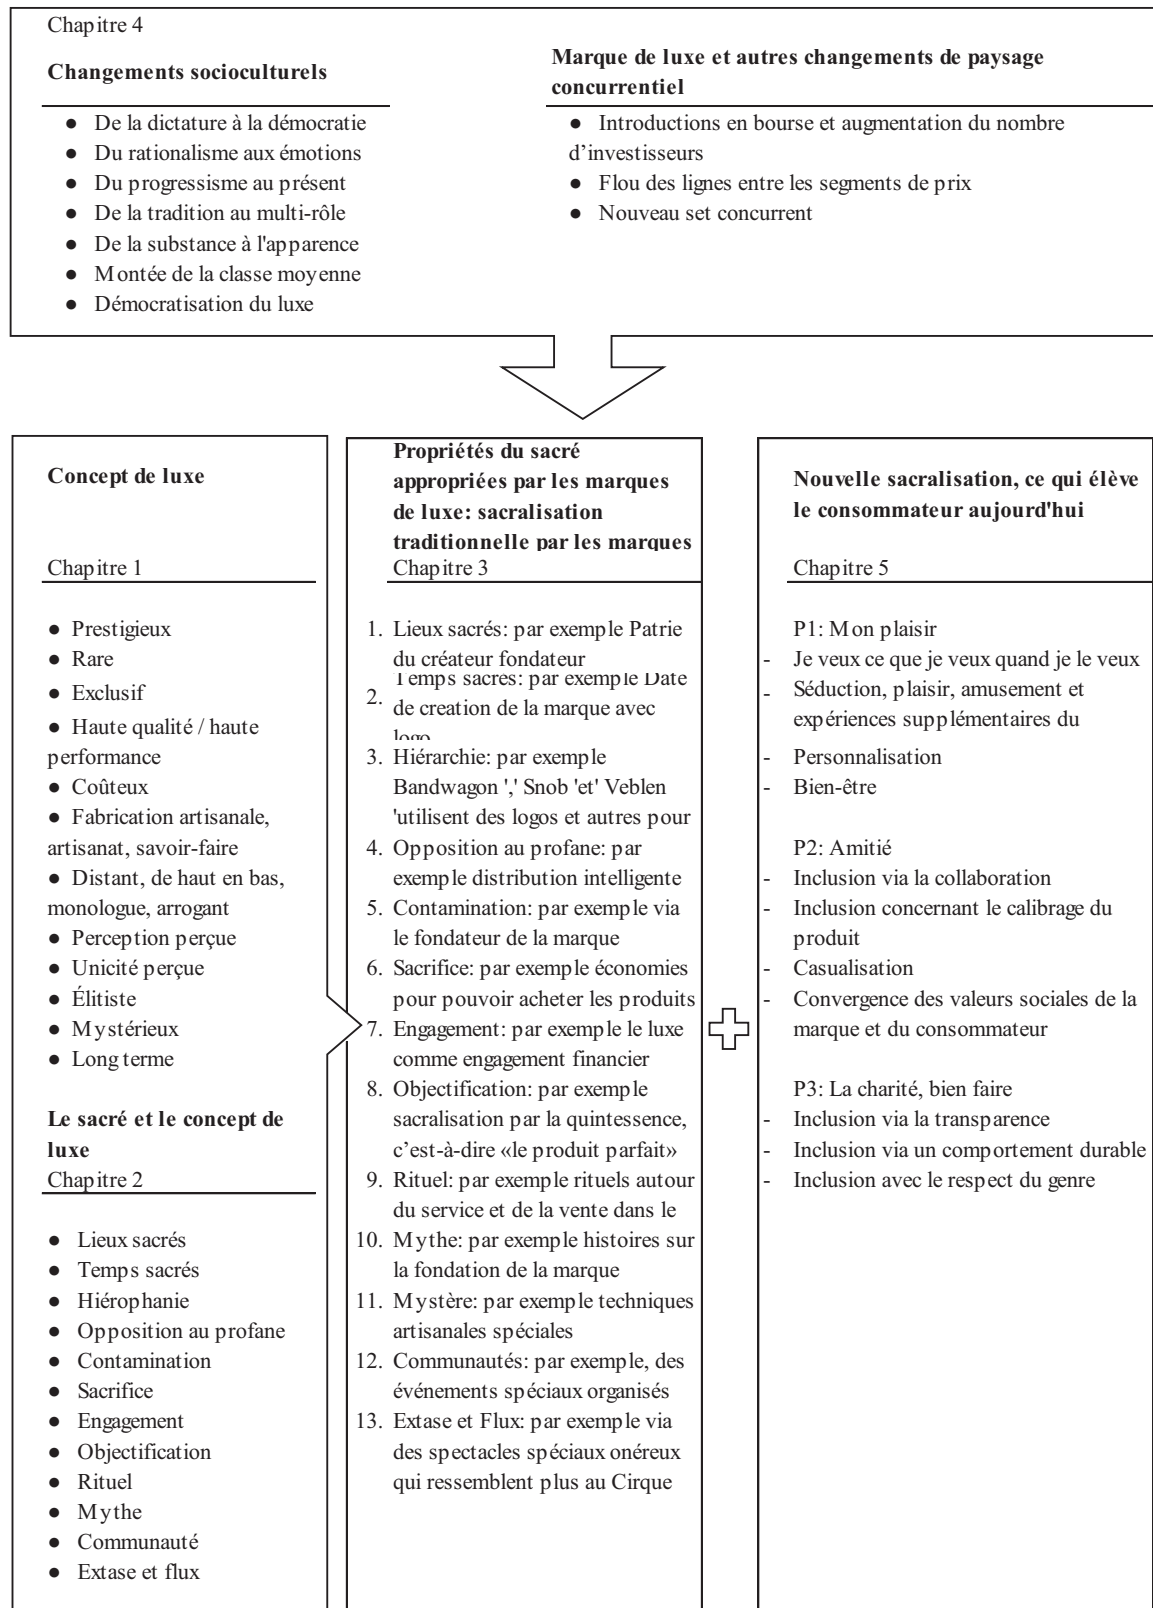 Chapitre 4
Changements socioculturels
● De la dictature à la démocratie
● Du rationalisme aux émotions
● Du progressisme au présent
● De la tradition au multi-rôle
● De la substance à l'apparence
● Montée de la classe moyenne
● Démocratisation du luxe
Marque de luxe et autres changements de paysage
concurrentiel
● Introductions en bourse et augmentation du nombre
d’investisseurs
● Flou des lignes entre les segments de prix
● Nouveau set concurrent
Concept de luxe
Chapitre 1
● Prestigieux
● Rare
● Exclusif
● Haute qualité / haute
performance
● Coûteux
● Fabrication artisanale,
artisanat, savoir-faire
● Distant, de haut en bas,
monologue, arrogant
● Perception perçue
● Unicité perçue
● Élitiste
● Mystérieux
● Long terme
Le sacré et le concept de
luxe
Chapitre 2
● Lieux sacrés
● Temps sacrés
● Hiérophanie
● Opposition au profane
● Contamination
● Sacrifice
● Engagement
● Objectification
● Rituel
● Mythe
● Communauté
● Extase et flux
Propriétés du sacré
appropriées par les marques
de luxe: sacralisation
traditionnelle par les marques
Chapitre 3
1. Lieux sacrés: par exemple Patrie
du créateur fondateur
2. Temps sacrés: par exemple Date
de creation de la marque avec
logo
3. Hiérarchie: par exemple
Bandwagon ',' Snob 'et' Veblen
'utilisent des logos et autres pour
4. Opposition au profane: par
exemple distribution intelligente
5. Contamination: par exemple via
le fondateur de la marque
6. Sacrifice: par exemple économies
pour pouvoir acheter les produits
7. Engagement: par exemple le luxe
comme engagement financier
8. Objectification: par exemple
sacralisation par la quintessence,
c’est-à-dire «le produit parfait»
9. Rituel: par exemple rituels autour
du service et de la vente dans le
10. Mythe: par exemple histoires sur
la fondation de la marque
11. Mystère: par exemple techniques
artisanales spéciales
12. Communautés: par exemple, des
événements spéciaux organisés
13. Extase et Flux: par exemple via
des spectacles spéciaux onéreux
qui ressemblent plus au Cirque
Nouvelle sacralisation, ce qui élève
le consommateur aujourd'hui
Chapitre 5
P1: Mon plaisir
- Je veux ce que je veux quand je le veux
- Séduction, plaisir, amusement et
expériences supplémentaires du
- Personnalisation
- Bien-être
P2: Amitié
- Inclusion via la collaboration
- Inclusion concernant le calibrage du
produit
- Casualisation
- Convergence des valeurs sociales de la
marque et du consommateur
P3: La charité, bien faire
- Inclusion via la transparence
- Inclusion via un comportement durable
- Inclusion avec le respect du genre